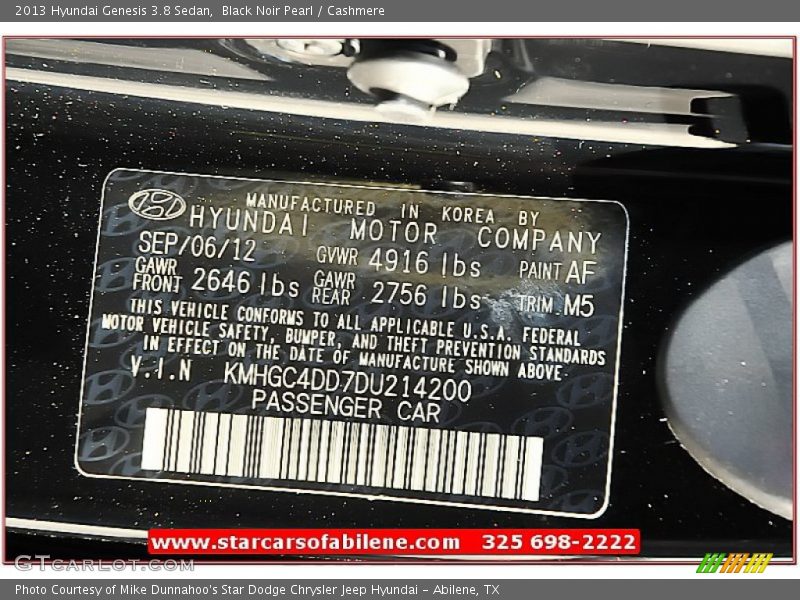 2013 Hyundai Genesis 3.8 Sedan,  Black Noir Pearl / Cashmere
MANUFACTURED IN KOREA BY
HYUNDAI MOTOR COMPANY
SEP/06/12 GVWR 4916 lbs PAINT AF
GAWR FRONT 2646 lbs GAWR REAR 2756 lbs TRIM M5
THIS VEHICLE CONFORMS TO ALL APPLICABLE U.S.A. FEDERAL
MOTOR VEHICLE SAFETY, BUMPER, AND THEFT PREVENTION STANDARDS
IN EFFECT ON THE DATE OF MANUFACTURE SHOWN ABOVE.
V.I.N KMHGC4DD7DU214200
PASSENGER CAR
www.starcarsofabilene.com 325 698-2222
GTcarlot.com
Photo Courtesy of Mike Dunnahoo's Star Dodge Chrysler Jeep Hyundai - Abilene, TX